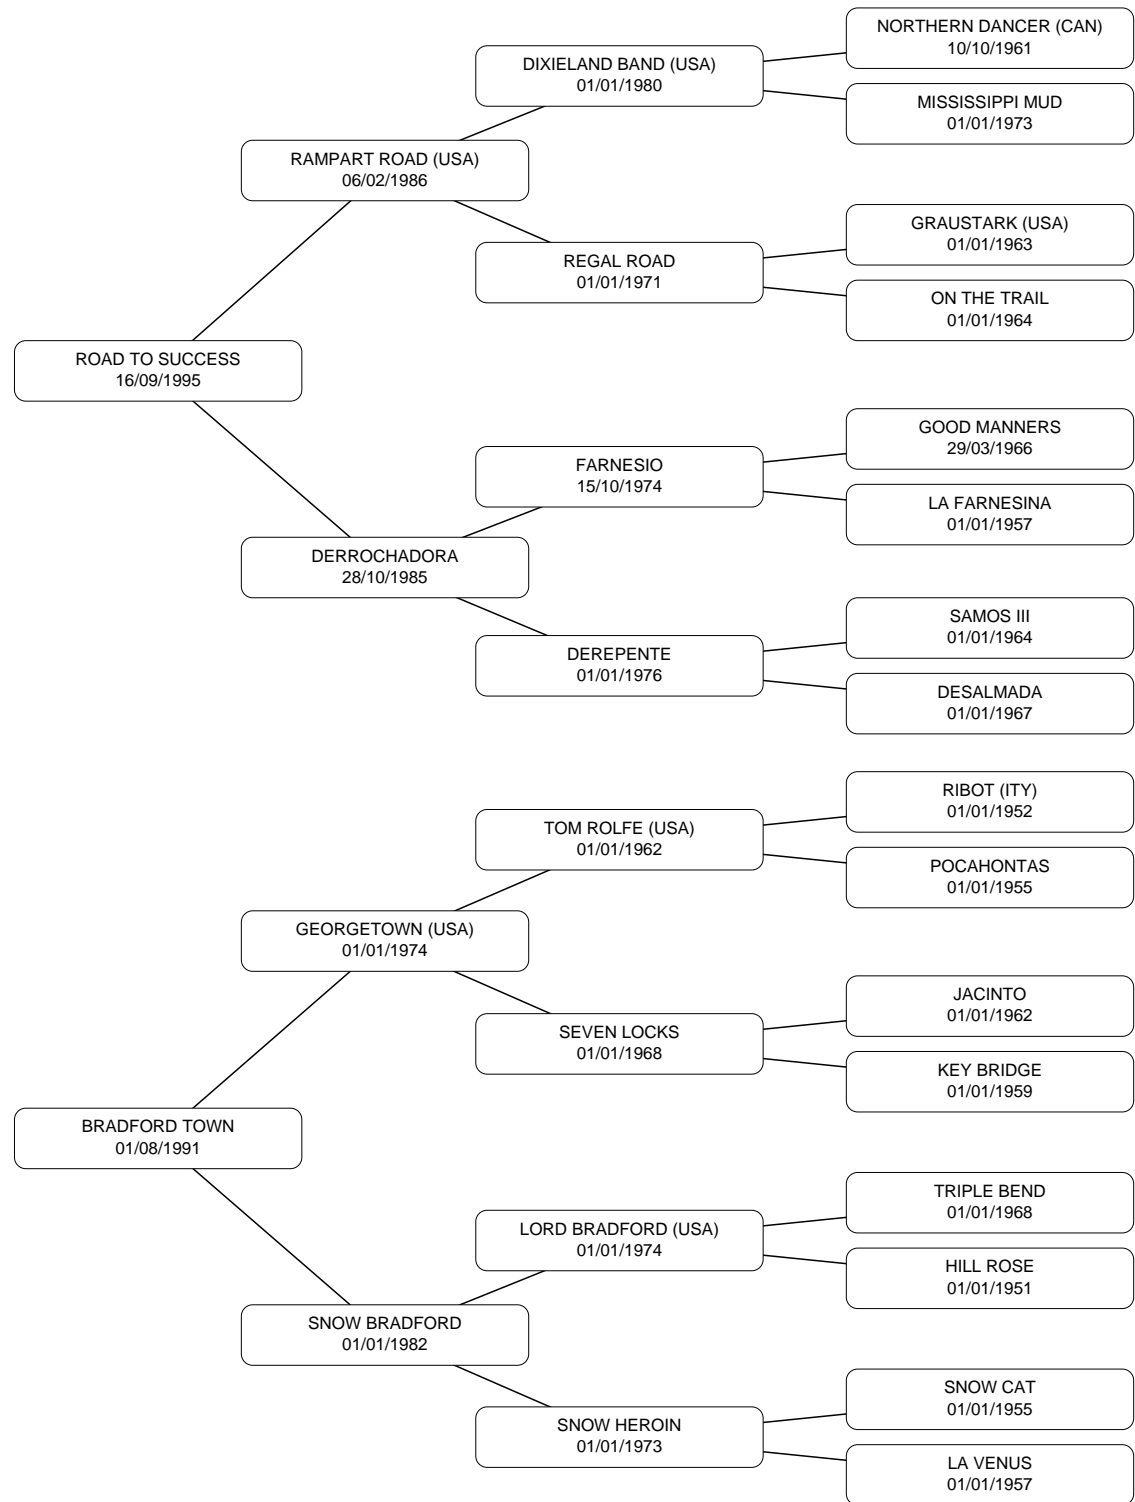 NORTHERN DANCER (CAN)
10/10/1961
DIXIELAND BAND (USA)
01/01/1980
MISSISSIPPI MUD
01/01/1973
RAMPART ROAD (USA)
06/02/1986
GRAUSTARK (USA)
01/01/1963
REGAL ROAD
01/01/1971
ON THE TRAIL
01/01/1964
ROAD TO SUCCESS
16/09/1995
GOOD MANNERS
29/03/1966
FARNESIO
15/10/1974
LA FARNESINA
01/01/1957
DERROCHADORA
28/10/1985
SAMOS III
01/01/1964
DEREPENTE
01/01/1976
DESALMADA
01/01/1967
RIBOT (ITY)
01/01/1952
TOM ROLFE (USA)
01/01/1962
POCAHONTAS
01/01/1955
GEORGETOWN (USA)
01/01/1974
JACINTO
01/01/1962
SEVEN LOCKS
01/01/1968
KEY BRIDGE
01/01/1959
BRADFORD TOWN
01/08/1991
TRIPLE BEND
01/01/1968
LORD BRADFORD (USA)
01/01/1974
HILL ROSE
01/01/1951
SNOW BRADFORD
01/01/1982
SNOW CAT
01/01/1955
SNOW HEROIN
01/01/1973
LA VENUS
01/01/1957